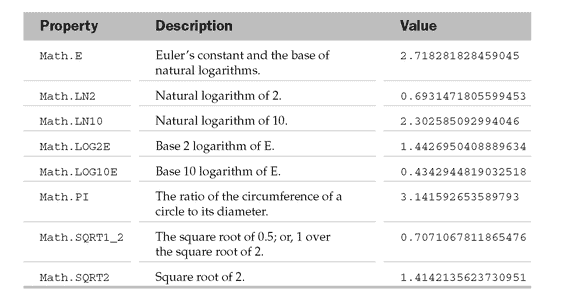 Property Description Value
Math.E Euler's constant and the base of 2.718281828459045
natural logarithms.
Math.LN2 Natural logarithm of 2. 0.6931471805599453
Math.LN10 Natural logarithm of 10. 2.302585092994046
Math.LOG2E Base 2 logarithm of E. 1.4426950408889634
Math.LOG10E Base 10 logarithm of E. 0.4342944819032518
Math.PI The ratio of the circumference of a 3.141592653589793
circle to its diameter.
Math.SQRT1_2 The square root of 0.5; or, 1 over 0.7071067811865476
the square root of 2.
Math.SQRT2 Square root of 2. 1.4142135623730951